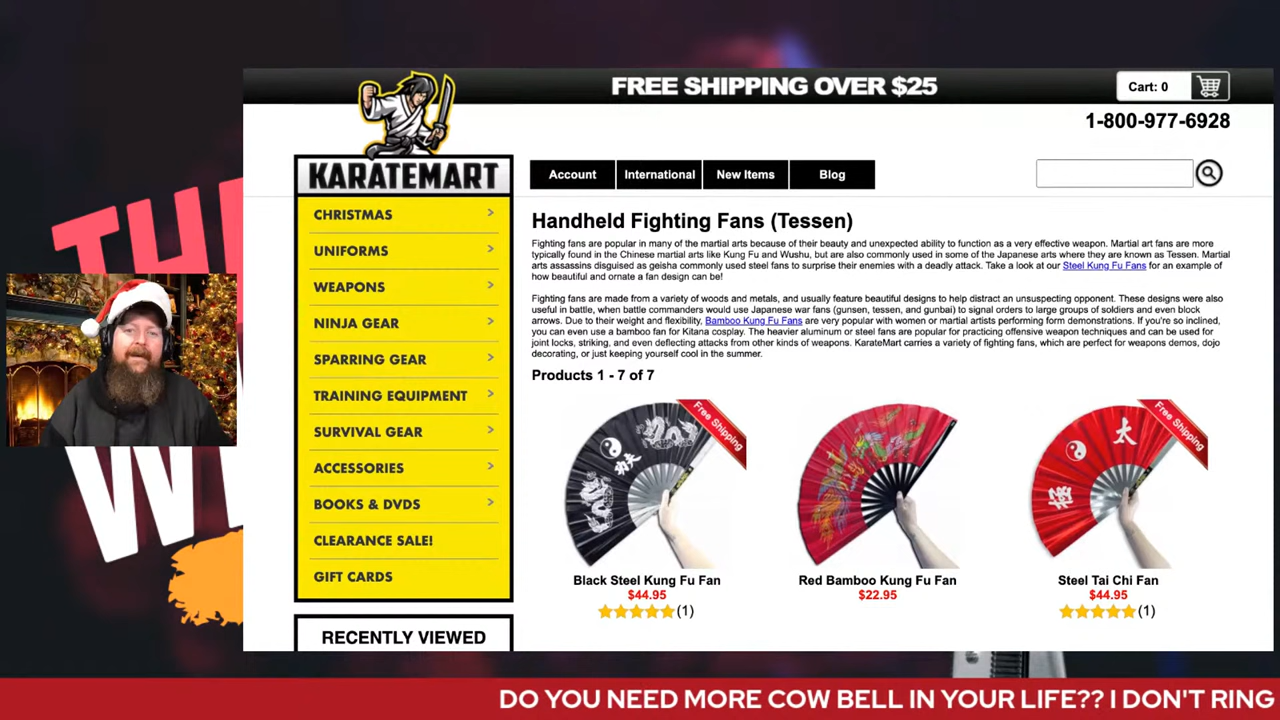 FREE SHIPPING OVER $25
Cart: 0
1-800-977-6928
KARATEMART
Account
International
New Items
Blog
CHRISTMAS
UNIFORMS
WEAPONS
NINJA GEAR
SPARRING GEAR
TRAINING EQUIPMENT
SURVIVAL GEAR
ACCESSORIES
BOOKS & DVDS
CLEARANCE SALE!
GIFT CARDS
RECENTLY VIEWED
Handheld Fighting Fans (Tessen)
Fighting fans are popular in many of the martial arts because of their beauty and unexpected ability to function as a very effective weapon. Martial art fans are more
typically found in the Chinese martial arts like Kung Fu and Wushu, but are also commonly used in some of the Japanese arts where they are known as Tessen. Martial
arts assassins disguised as geisha commonly used steel fans to surprise their enemies with a deadly attack. Take a look at our Steel Kung Fu Fans for an example of
how beautiful and ornate a fan design can be!
Fighting fans are made from a variety of woods and metals, and usually feature beautiful designs to help distract an unsuspecting opponent. These designs were also
useful in battle, when battle commanders would use Japanese war fans (gunsen, tessen, and gunbai) to signal orders to large groups of soldiers and even block
arrows. Due to their weight and flexibility, Bamboo Kung Fu Fans are very popular with women or martial artists performing form demonstrations. If you're so inclined,
you can even use a bamboo fan for Kitana cosplay. The heavier aluminum or steel fans are popular for practicing offensive weapon techniques and can be used for
joint locks, striking, and even deflecting attacks from other kinds of weapons. KarateMart carries a variety of fighting fans, which are perfect for weapons demos, dojo
decorating, or just keeping yourself cool in the summer.
Products 1 - 7 of 7
Free Shipping
功夫
Free Shipping
太
極
Black Steel Kung Fu Fan
$44.95
(1)
Red Bamboo Kung Fu Fan
$22.95
Steel Tai Chi Fan
$44.95
(1)
TH
W
DO YOU NEED MORE COW BELL IN YOUR LIFE?? I DON'T RING